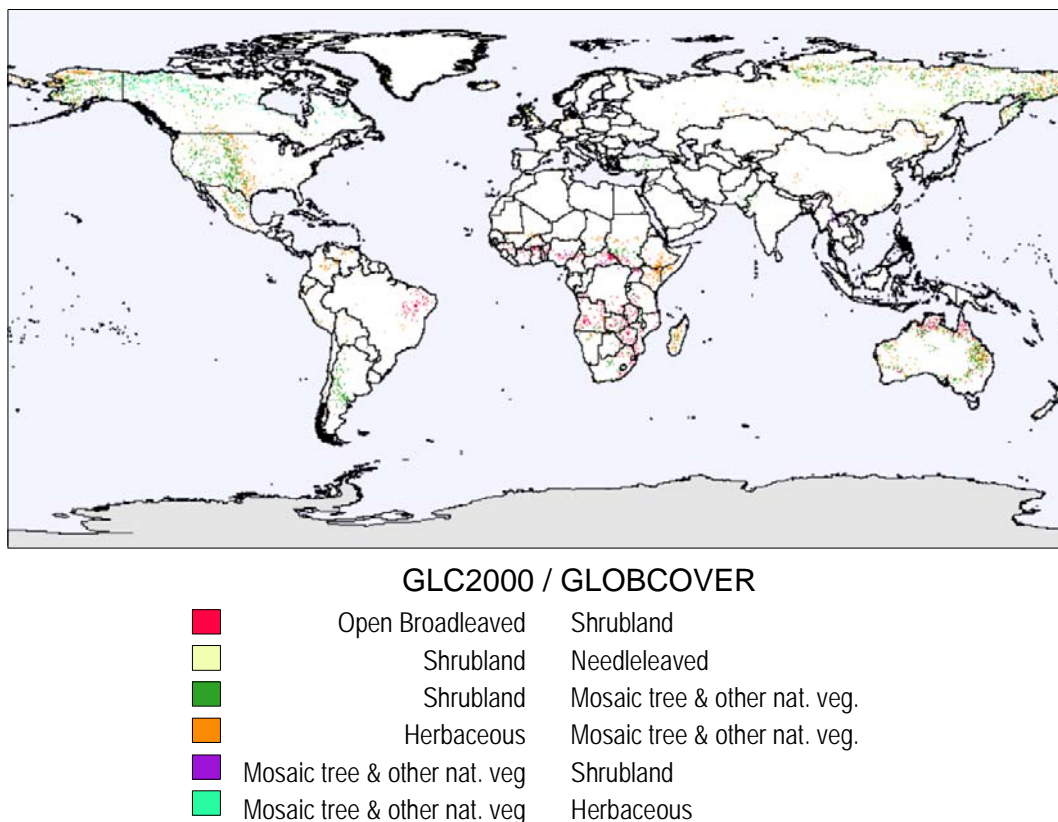 GLC2000 / GLOBCOVER
Open Broadleaved Shrubland
Shrubland Needleleaved
Shrubland Mosaic tree & other nat. veg.
Herbaceous Mosaic tree & other nat. veg.
Mosaic tree & other nat. veg Shrubland
Mosaic tree & other nat. veg Herbaceous